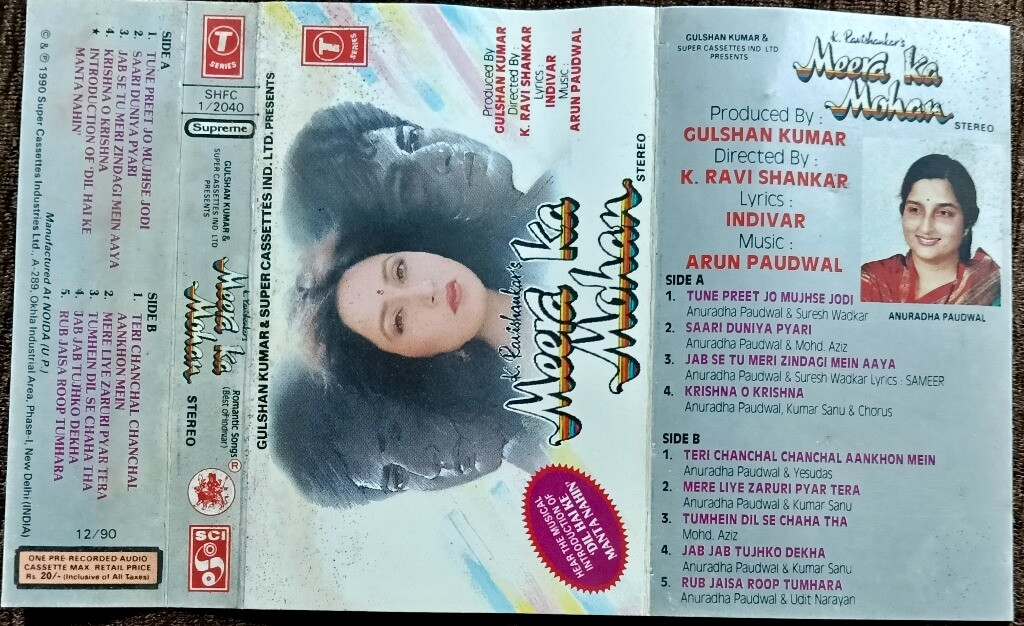 SIDE A
1. TUNE PREET JO MUJHSE JODI
2. SAARI DUNIYA PYARI
3. JAB SE TU MERI ZINDAGI MEIN AAYA
4. KRISHNA O KRISHNA
★ INTRODUCTION OF 'DIL HAI KE
MANTA NAHIN'
SIDE B
1. TERI CHANCHAL CHANCHAL
AANKHON MEIN
2. MERE LIYE ZARURI PYAR TERA
3. TUMHEIN DIL SE CHAHA THA
4. JAB JAB TUJHKO DEKHA
5. RUB JAISA ROOP TUMHARA
Manufactured At NOIDA (U.P.)
© & ℗ 1990 Super Cassettes Industries Ltd., A-289, Okhla Industrial Area, Phase-I, New Delhi (INDIA)
12/90
ONE PRE-RECORDED AUDIO
CASSETTE MAX. RETAIL PRICE
Rs. 20/- (Inclusive of All Taxes)
T
SERIES
SHFC
1/2040
Supreme
GULSHAN KUMAR &
SUPER CASSETTES IND. LTD
PRESENTS
K. Ravishankar's
Meera ka
Mohan
STEREO
Romantic Songs
(Best of Indivar)
®
SCI
GULSHAN KUMAR & SUPER CASSETTES IND. LTD. PRESENTS
T
SERIES
Produced By
GULSHAN KUMAR
Directed By:
K. RAVI SHANKAR
Lyrics:
INDIVAR
Music:
ARUN PAUDWAL
STEREO
K. Ravishankar's
Meera ka
Mohan
HEAR THE MUSICAL
INTRODUCTION OF
'DIL HAI KE
MANTA NAHIN'
GULSHAN KUMAR &
SUPER CASSETTES IND. LTD
PRESENTS
K. Ravishankar's
Meera ka
Mohan
STEREO
Produced By :
GULSHAN KUMAR
Directed By :
K. RAVI SHANKAR
Lyrics :
INDIVAR
Music :
ARUN PAUDWAL
ANURADHA PAUDWAL
SIDE A
1. TUNE PREET JO MUJHSE JODI
Anuradha Paudwal & Suresh Wadkar
2. SAARI DUNIYA PYARI
Anuradha Paudwal & Mohd. Aziz
3. JAB SE TU MERI ZINDAGI MEIN AAYA
Anuradha Paudwal & Suresh Wadkar Lyrics : SAMEER
4. KRISHNA O KRISHNA
Anuradha Paudwal, Kumar Sanu & Chorus
SIDE B
1. TERI CHANCHAL CHANCHAL AANKHON MEIN
Anuradha Paudwal & Yesudas
2. MERE LIYE ZARURI PYAR TERA
Anuradha Paudwal & Kumar Sanu
3. TUMHEIN DIL SE CHAHA THA
Mohd. Aziz
4. JAB JAB TUJHKO DEKHA
Anuradha Paudwal & Kumar Sanu
5. RUB JAISA ROOP TUMHARA
Anuradha Paudwal & Udit Narayan